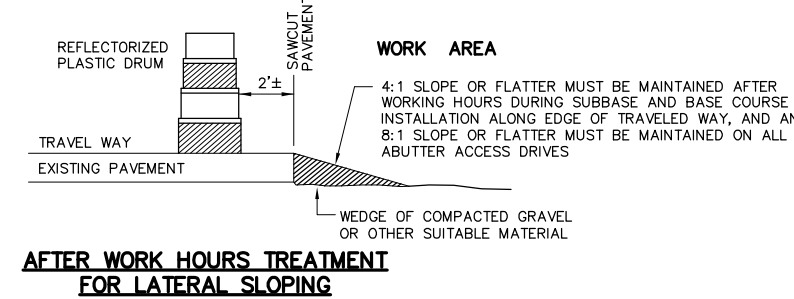 REFLECTORIZED
PLASTIC DRUM
2'±
SAWCUT
PAVEMENT
WORK AREA
4:1 SLOPE OR FLATTER MUST BE MAINTAINED AFTER
WORKING HOURS DURING SUBBASE AND BASE COURSE
INSTALLATION ALONG EDGE OF TRAVELED WAY, AND AN
8:1 SLOPE OR FLATTER MUST BE MAINTAINED ON ALL
ABUTTER ACCESS DRIVES
TRAVEL WAY
EXISTING PAVEMENT
WEDGE OF COMPACTED GRAVEL
OR OTHER SUITABLE MATERIAL
AFTER WORK HOURS TREATMENT
FOR LATERAL SLOPING